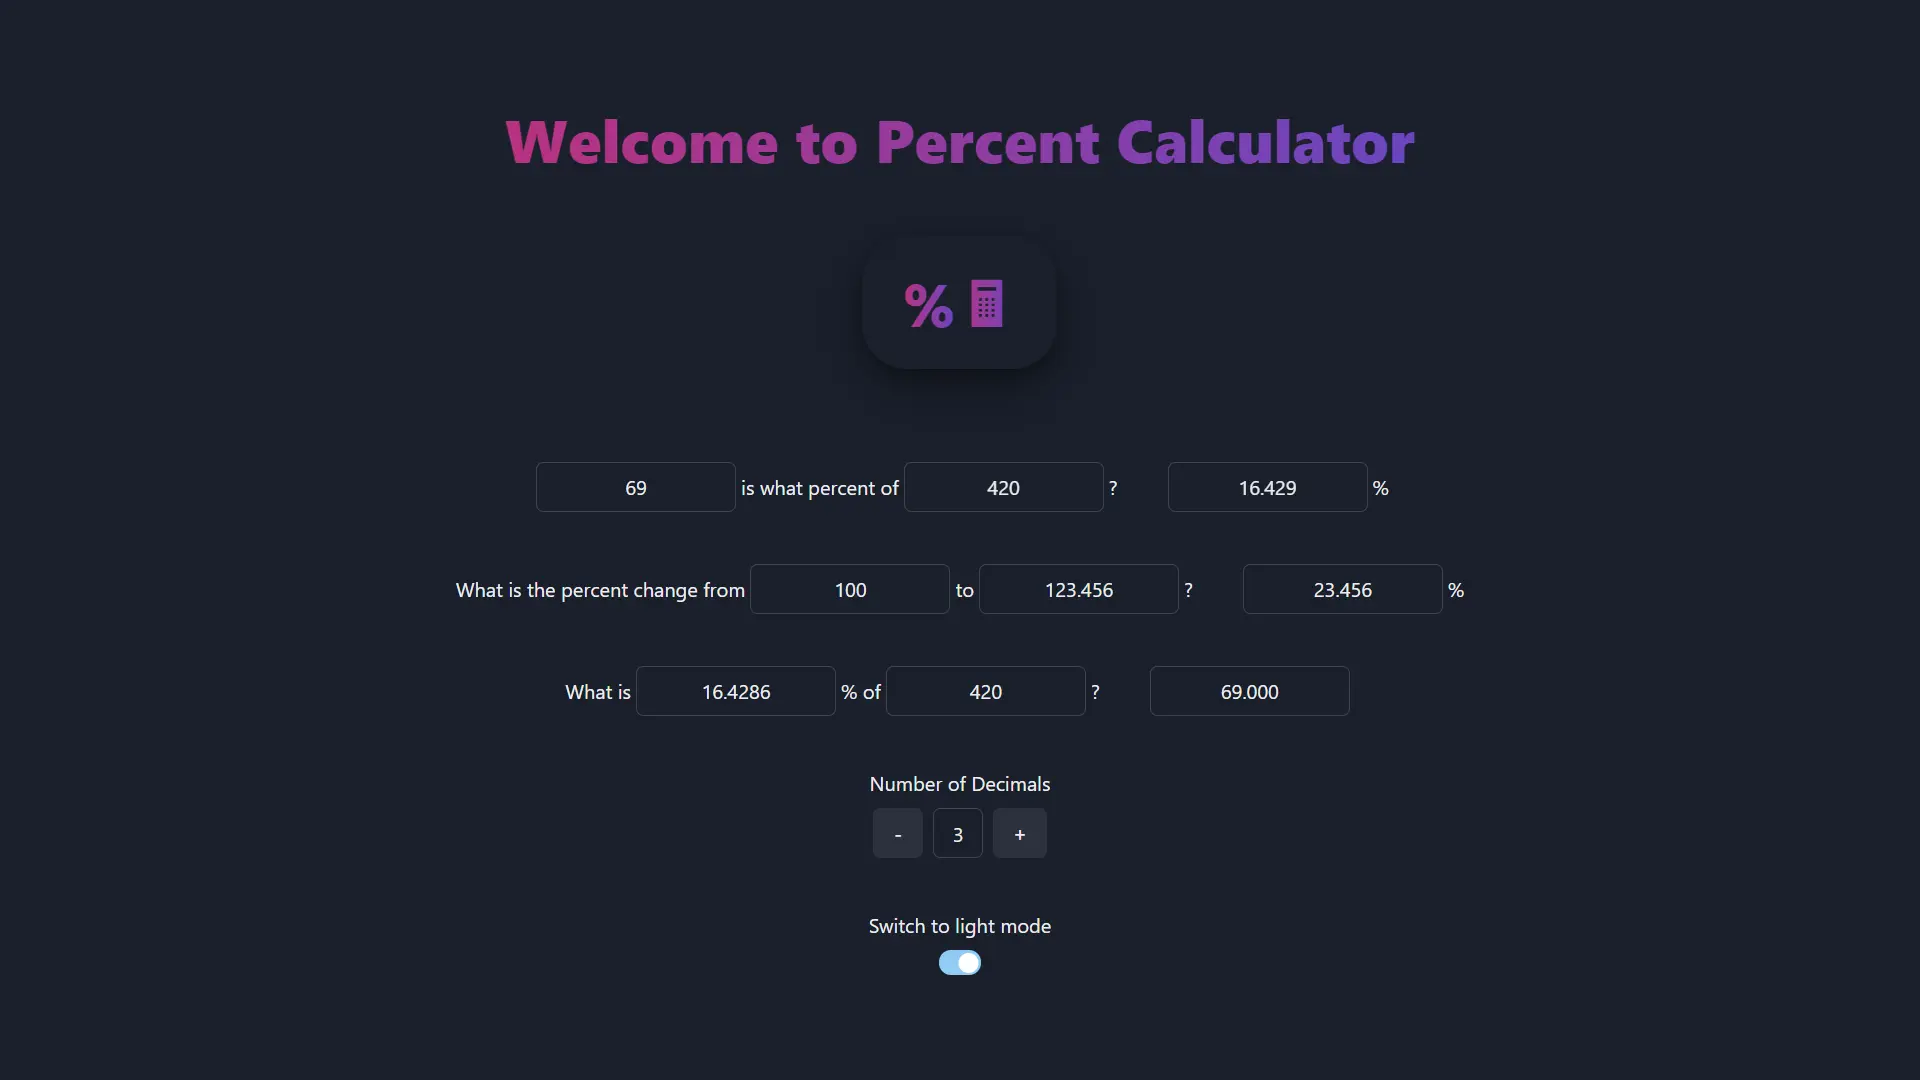 Welcome to Percent Calculator
%
69 is what percent of 420 ? 16.429 %
What is the percent change from 100 to 123.456 ? 23.456 %
What is 16.4286 % of 420 ? 69.000
Number of Decimals
- 3 +
Switch to light mode